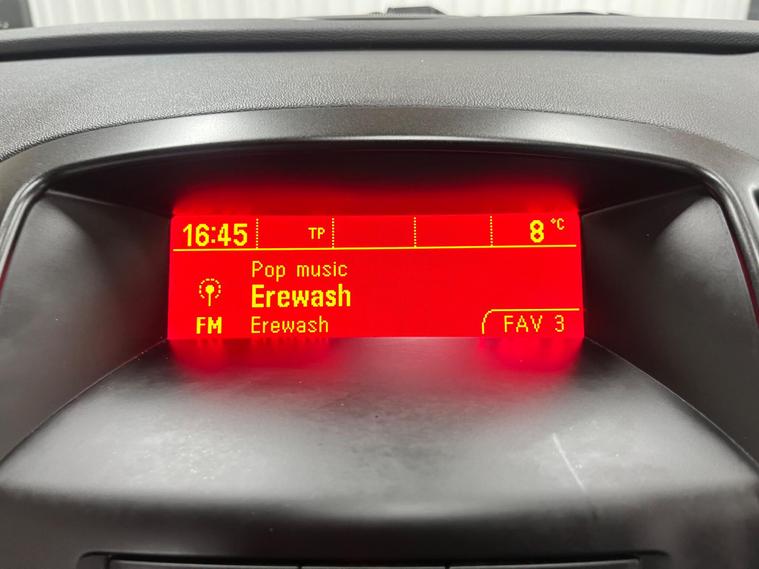 16:45 TP 8 °C
Pop music
Erewash
FM Erewash FAV 3